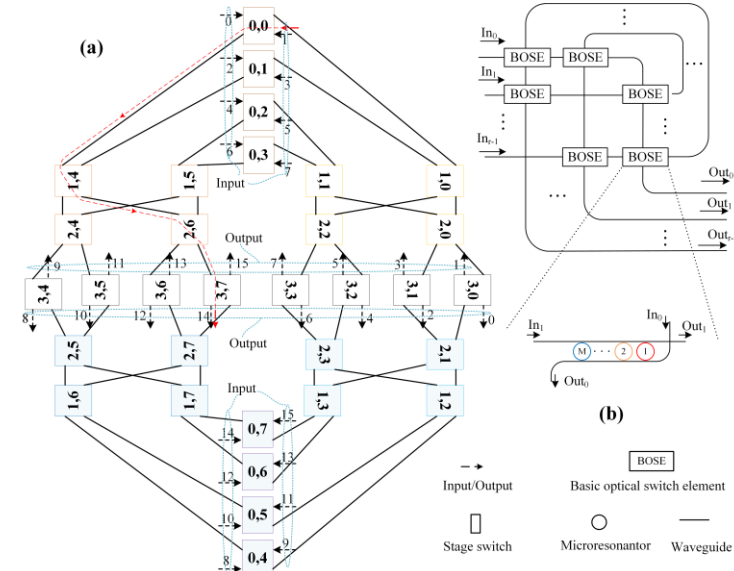 (a)
0
0,0
1
2
0,1
3
4
0,2
5
6
0,3
7
Input
1,4
1,5
1,1
1,0
2,4
2,6
2,2
2,0
Output
9
11
13
15
7
5
3
1
3,4
3,5
3,6
3,7
3,3
3,2
3,1
3,0
8
10
12
14
6
4
2
0
Output
2,5
2,7
2,3
2,1
Input
1,6
1,7
1,3
1,2
0,7
15
14
0,6
13
12
0,5
11
10
0,4
9
8
In0
BOSE
BOSE
...
In1
BOSE
BOSE
Inr-1
BOSE
BOSE
Out0
Out1
Outr-
In1
In0
Out1
M
...
2
1
Out0
(b)
Input/Output
BOSE
Basic optical switch element
Stage switch
Microresonantor
Waveguide